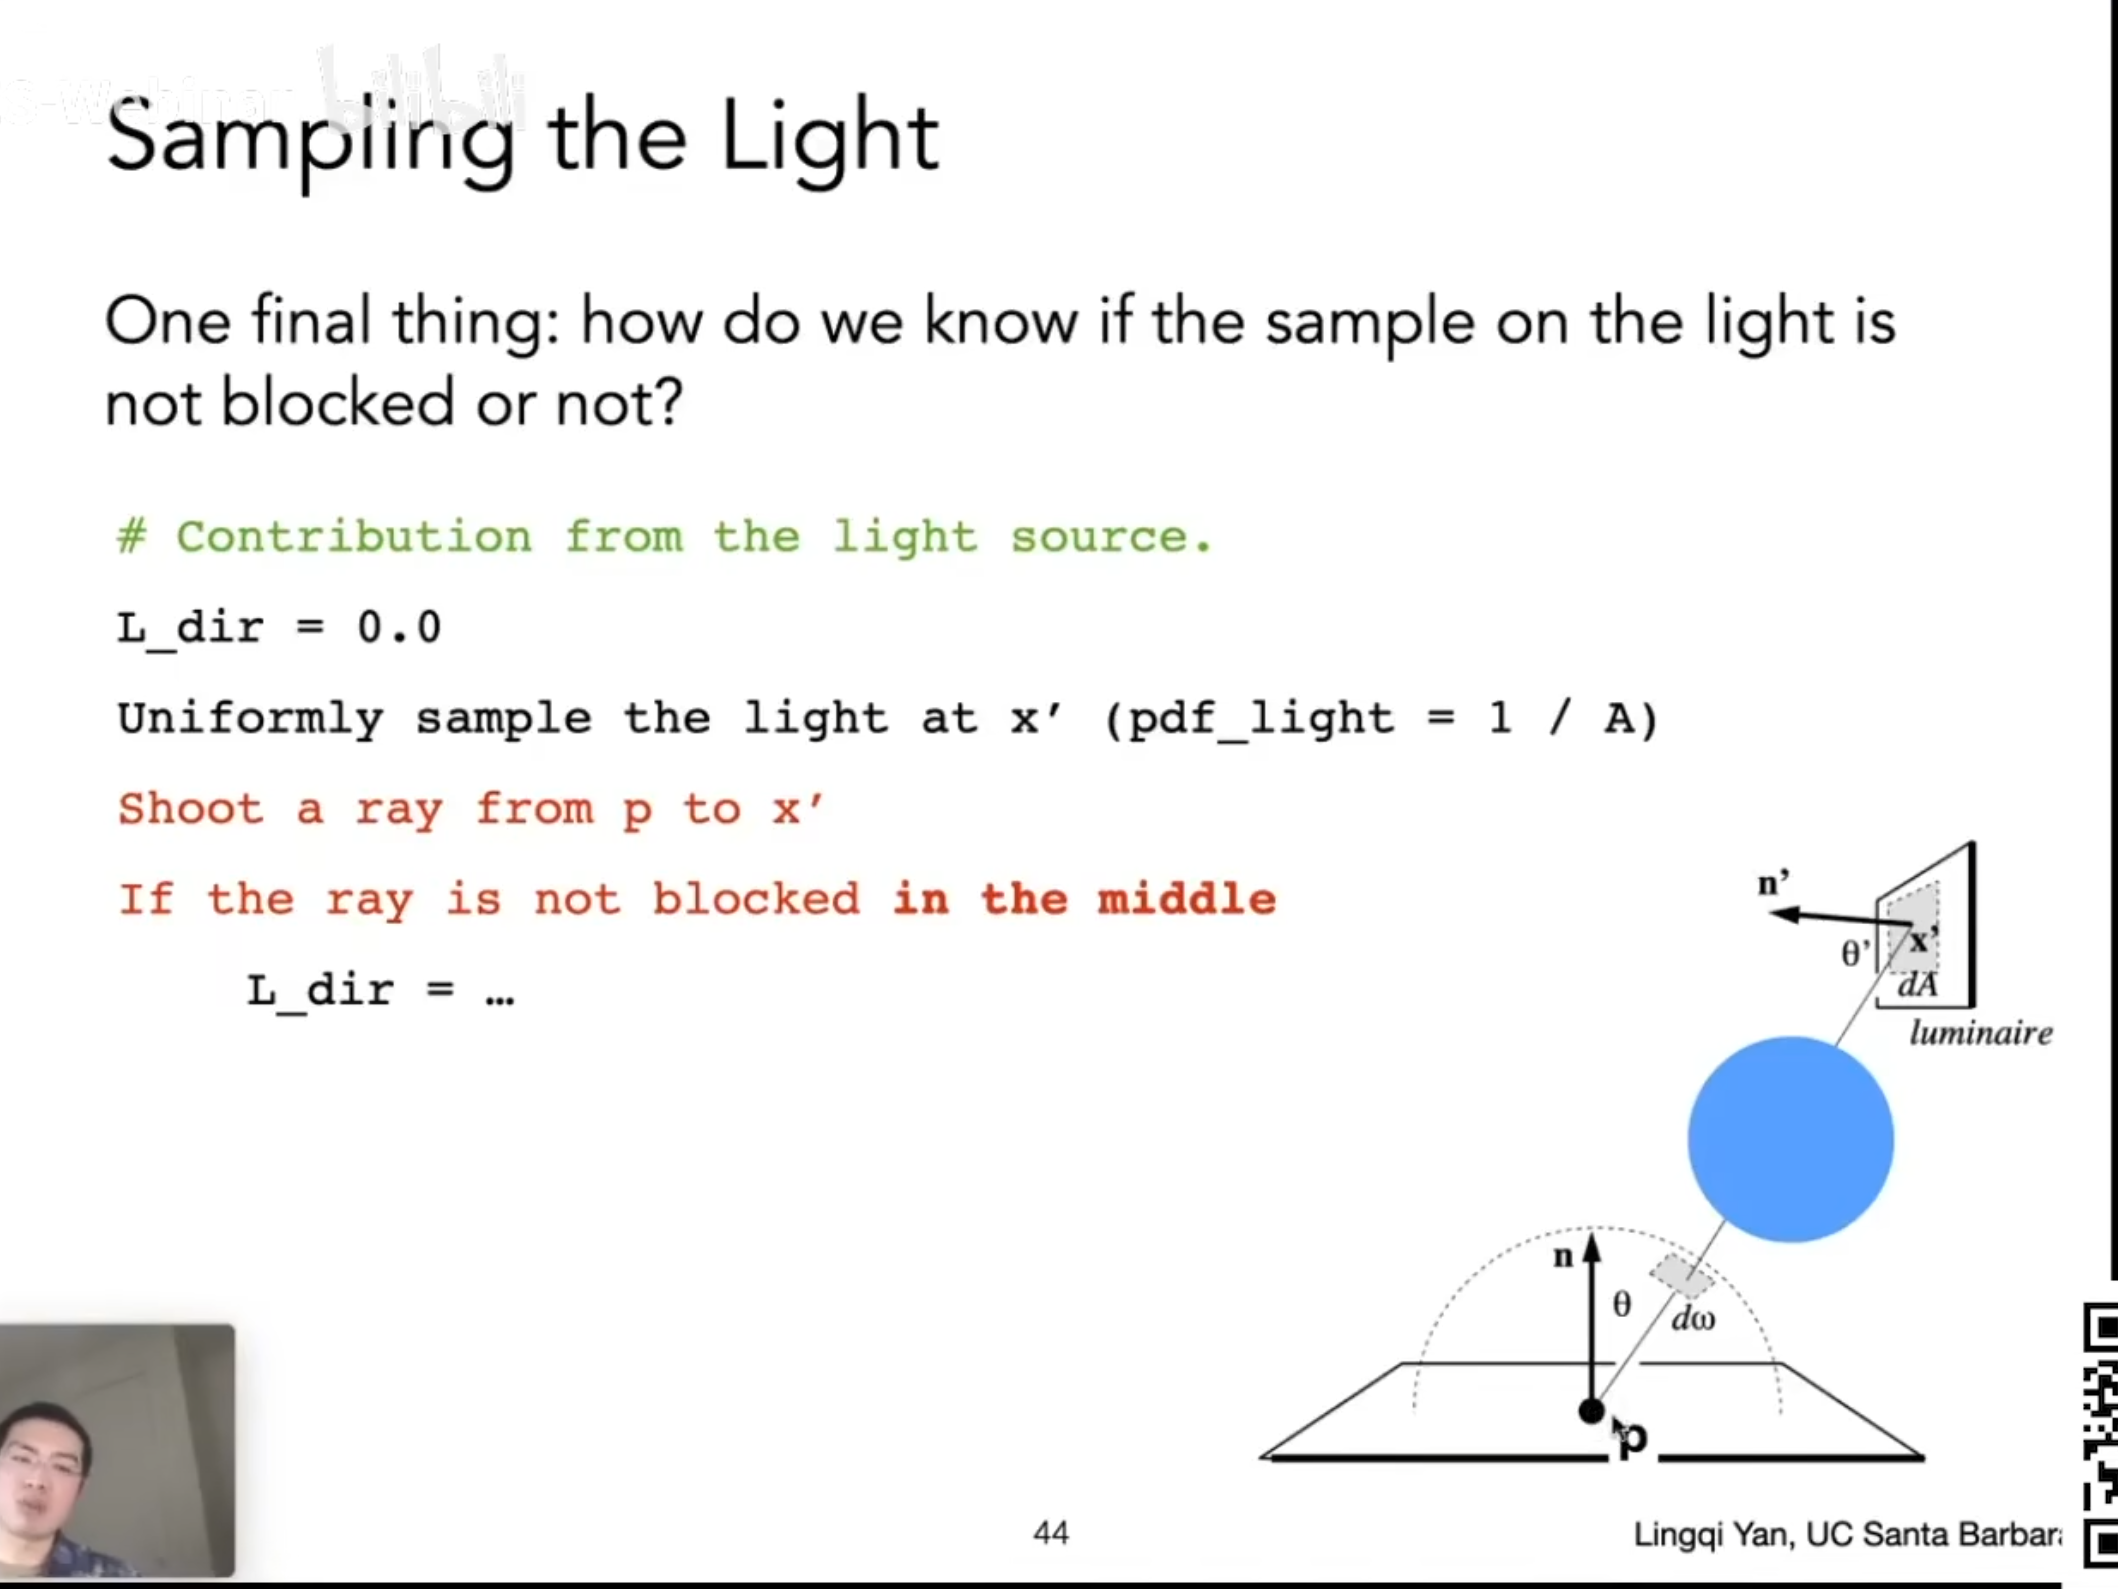 S-Webinar bilibili
Sampling the Light
One final thing: how do we know if the sample on the light is
not blocked or not?
# Contribution from the light source.
L_dir = 0.0
Uniformly sample the light at x’ (pdf_light = 1 / A)
Shoot a ray from p to x’
If the ray is not blocked in the middle
L_dir = …
n’
θ’
x’
dA
luminaire
n
θ
dω
p
44
Lingqi Yan, UC Santa Barbar